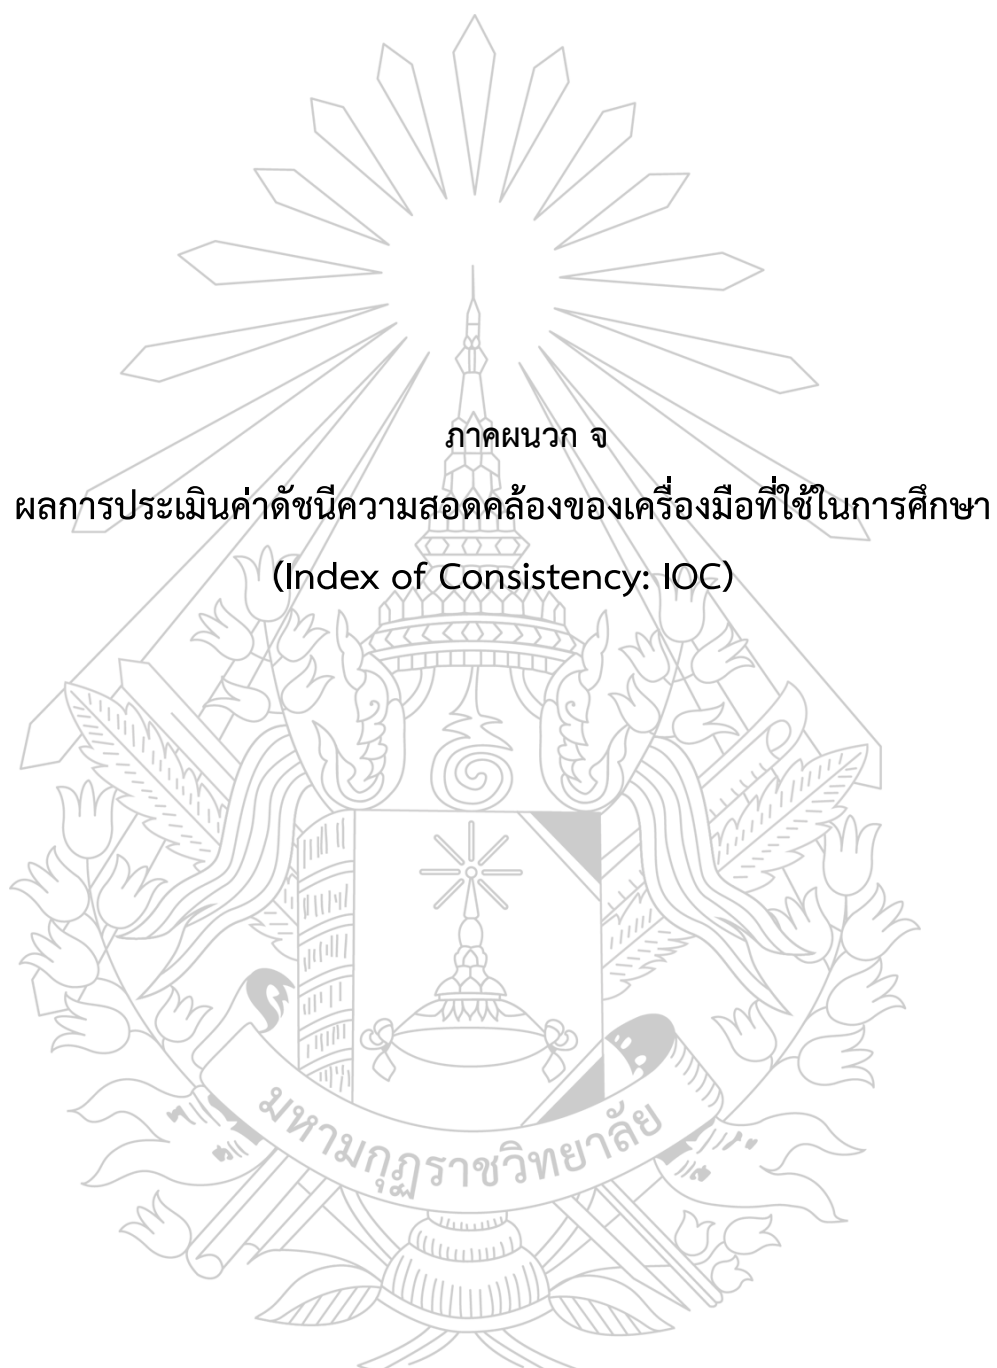 ภาคผนวก จ
ผลการประเมินค่าดัชนีความสอดคล้องของเครื่องมือที่ใช้ในการศึกษา
(Index of Consistency: IOC)
มหามกุฏราชวิทยาลัย